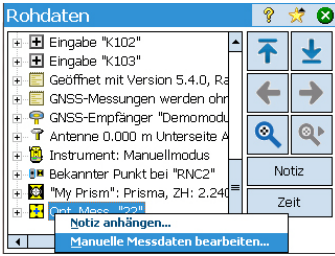 Rohdaten
Eingabe "K102"
Eingabe "K103"
Geöffnet mit Version 5.4.0, Ra
GNSS-Messungen werden ohr
GNSS-Empfänger "Demomodu
Antenne 0.000 m Unterseite A
Instrument: Manuellmodus
Bekannter Punkt bei "RNC2"
"My Prism": Prisma, ZH: 2.240
Opt. Mess. "22"
Notiz anhängen...
Manuelle Messdaten bearbeiten...
Notiz
Zeit